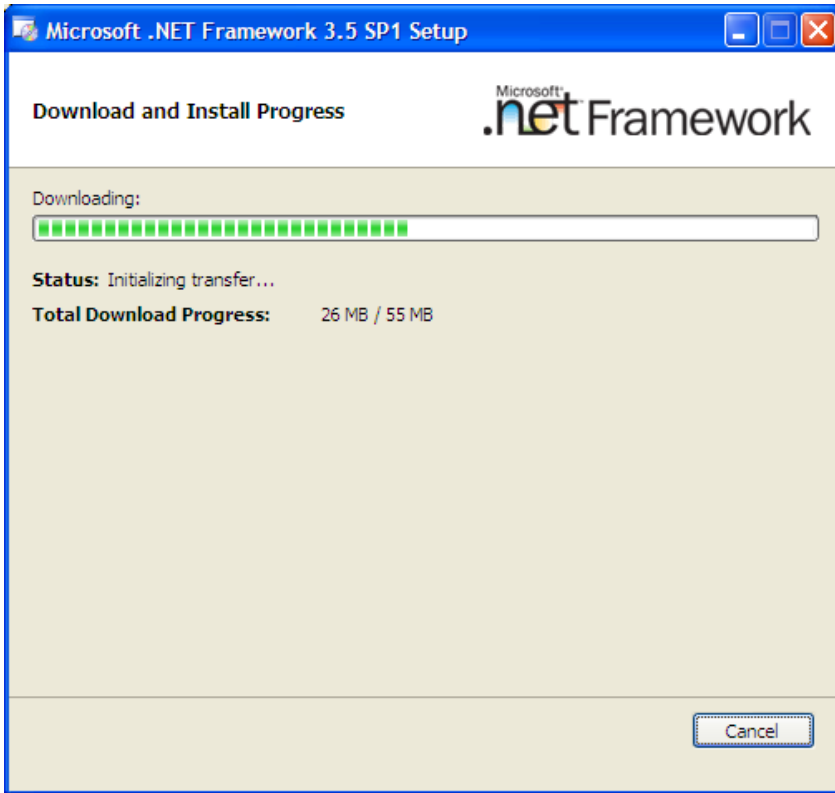 Microsoft .NET Framework 3.5 SP1 Setup
Download and Install Progress
Microsoft
.net Framework
Downloading:
Status: Initializing transfer...
Total Download Progress: 26 MB / 55 MB
Cancel